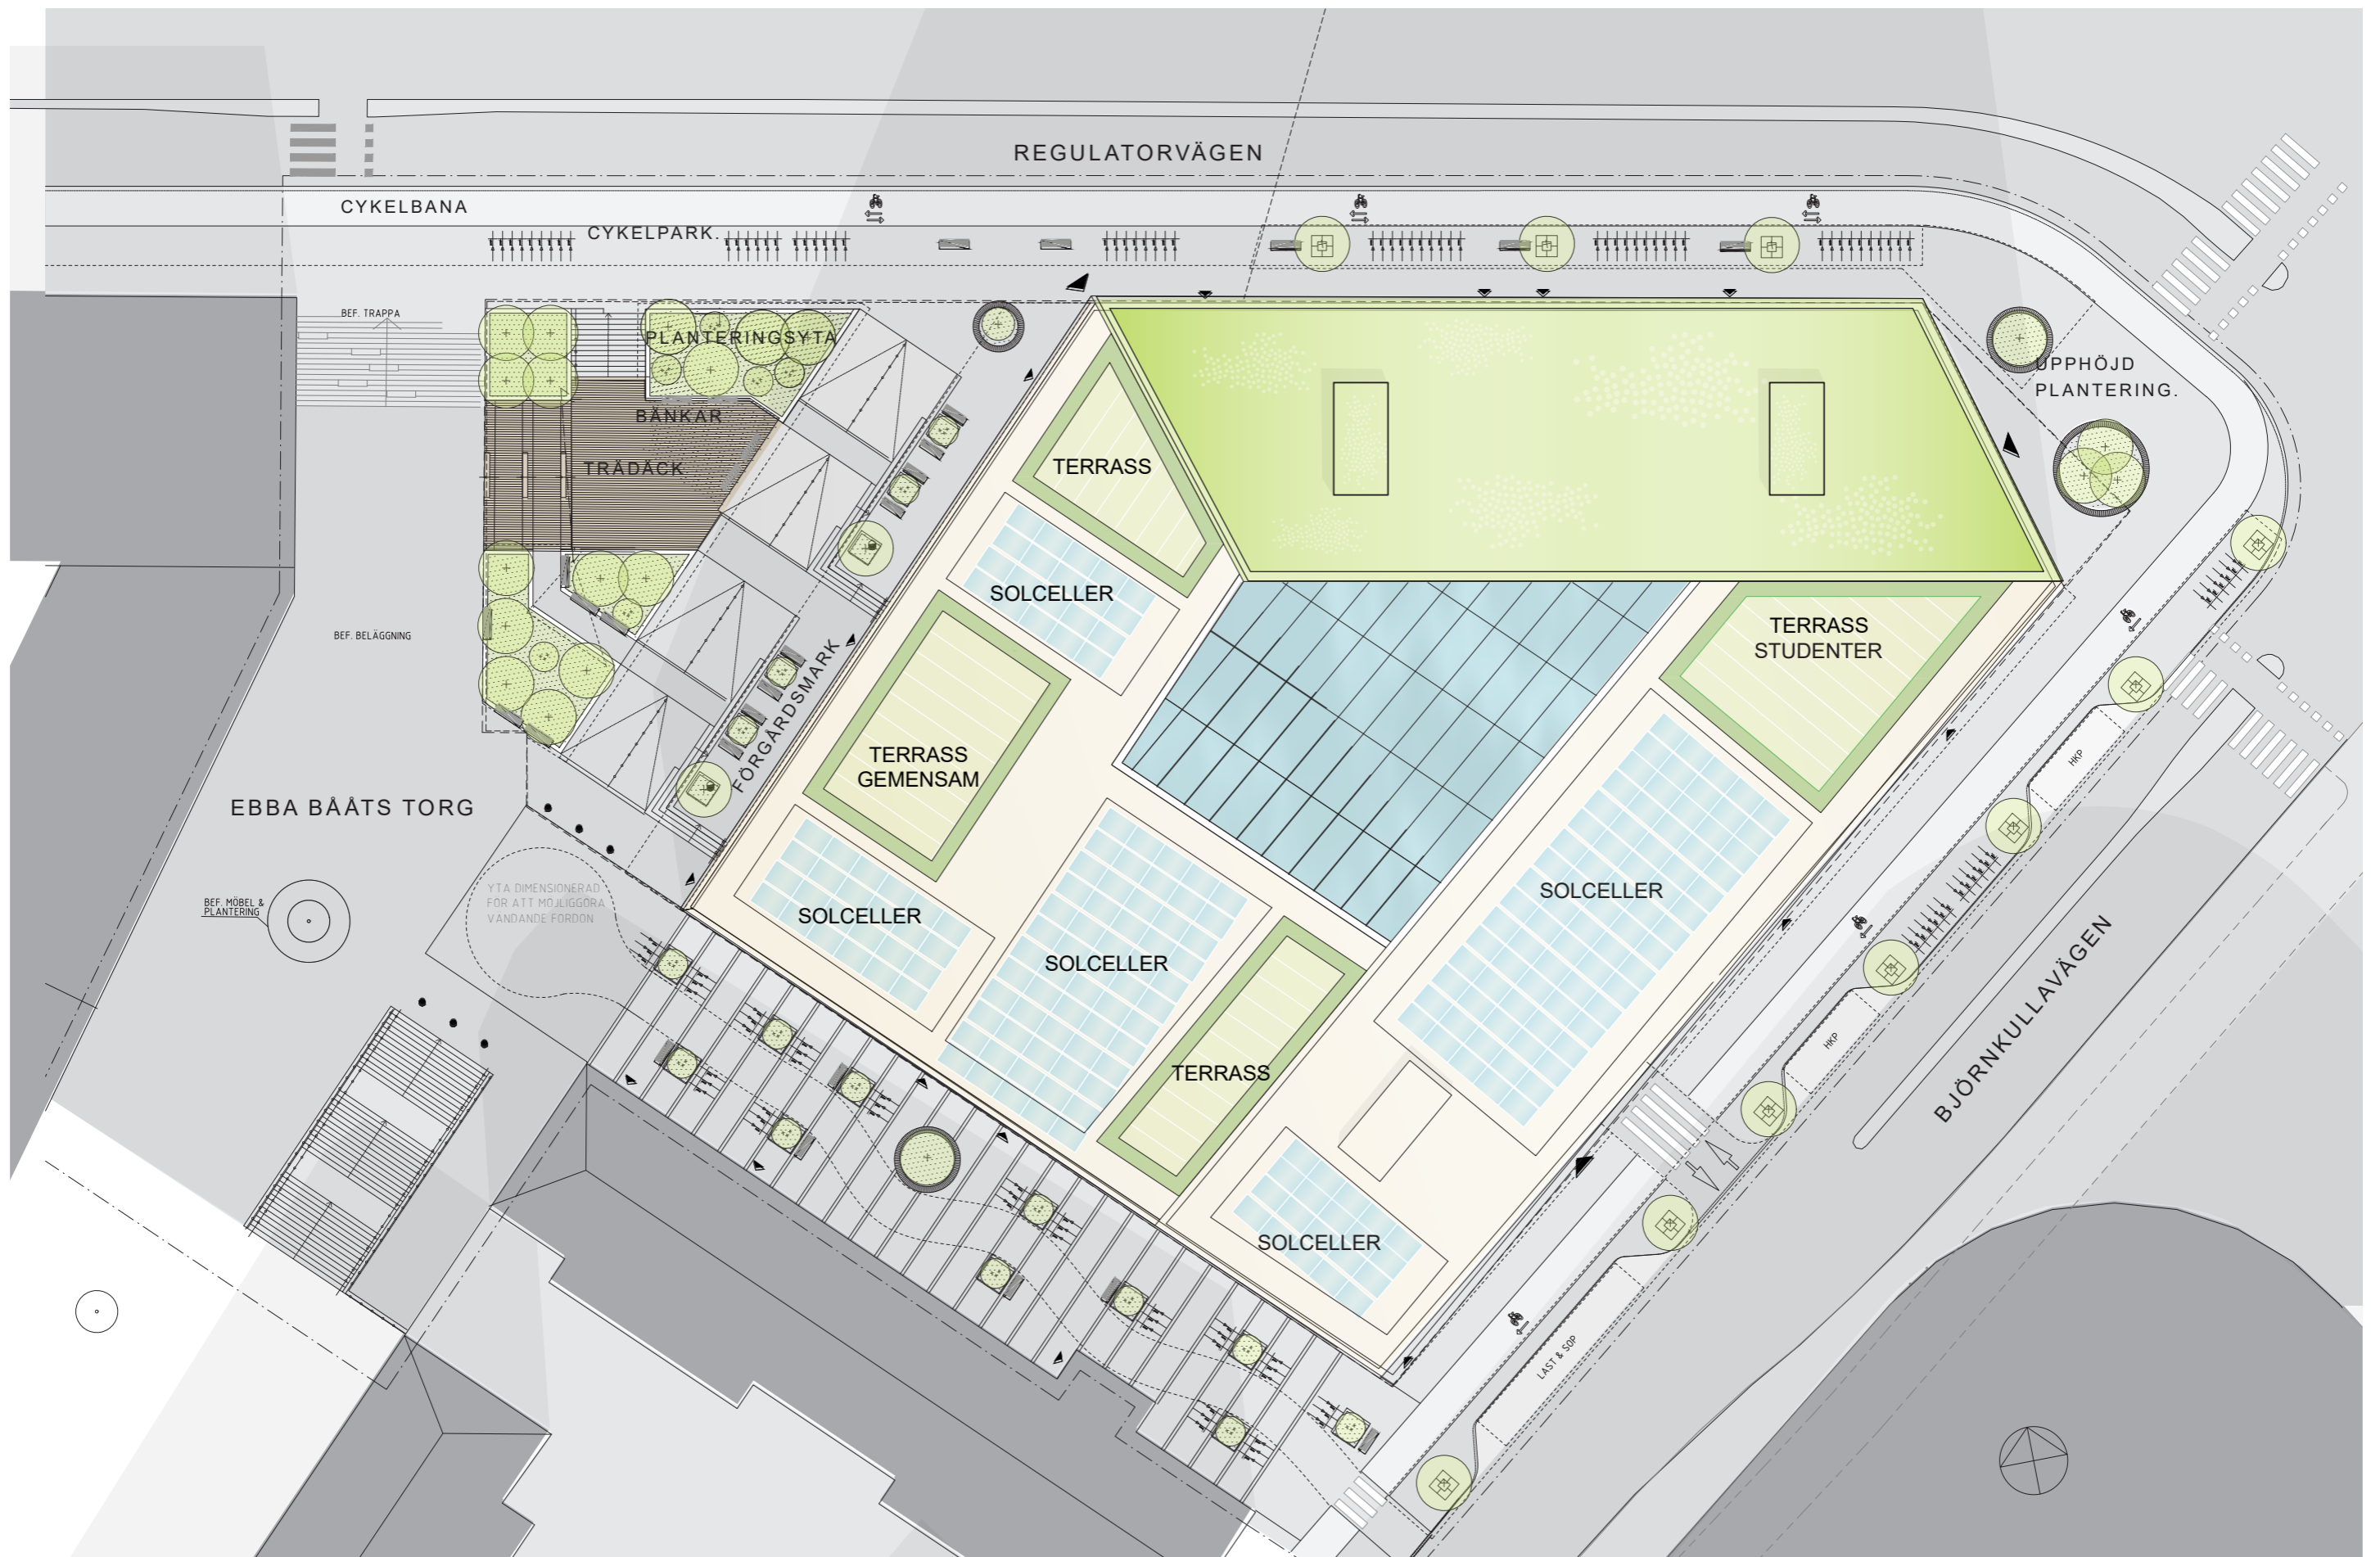 REGULATORVÄGEN
CYKELBANA
CYKELPARK.
BEF. TRAPPA
PLANTERINGSYTA
BÄNKAR
TRÄDÄCK
UPPHÖJD
PLANTERING.
TERRASS
SOLCELLER
TERRASS
STUDENTER
BEF. BELÄGGNING
FÖRGÅRDSMARK
TERRASS
GEMENSAM
HKP
EBBA BÅÅTS TORG
YTA DIMENSIONERAD
FÖR ATT MÖJLIGGÖRA
VÄNDANDE FORDON
BEF. MÖBEL &
PLANTERING
SOLCELLER
SOLCELLER
SOLCELLER
BJÖRNKULLAVÄGEN
HKP
TERRASS
SOLCELLER
LAST & SOP